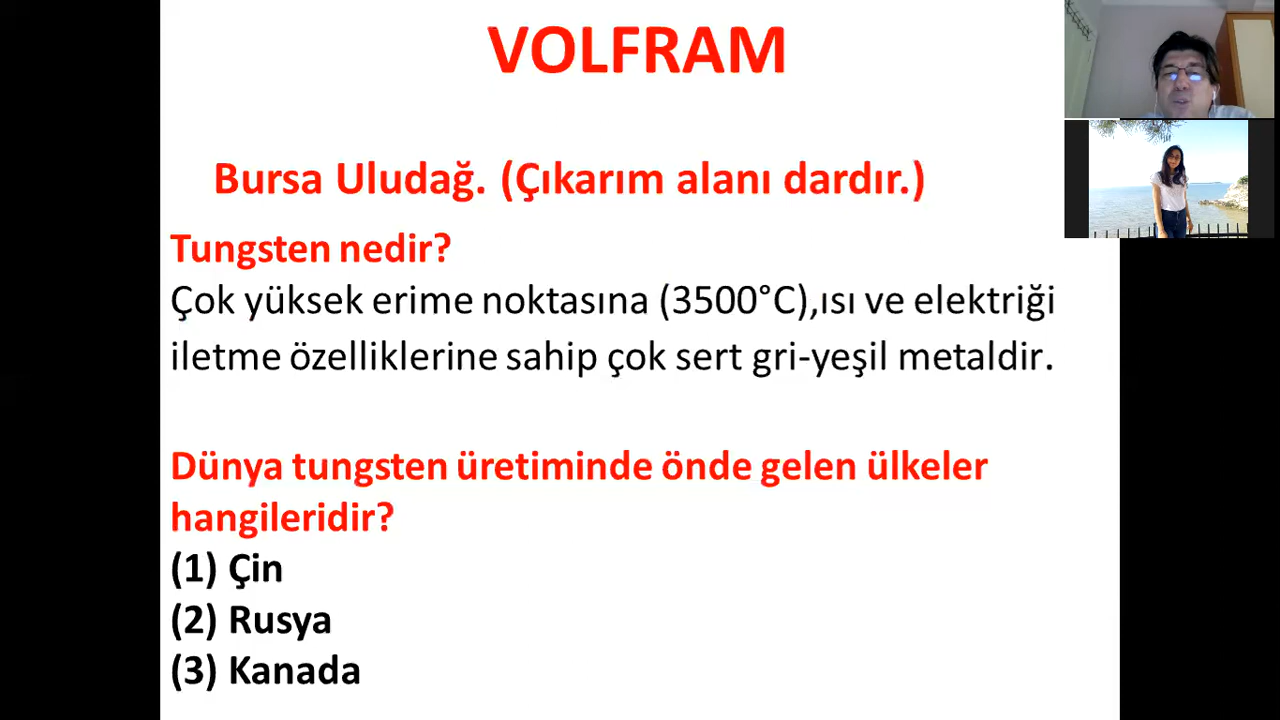 VOLFRAM
Bursa Uludağ. (Çıkarım alanı dardır.)
Tungsten nedir?
Çok yüksek erime noktasına (3500°C),ısı ve elektriği
iletme özelliklerine sahip çok sert gri-yeşil metaldir.
Dünya tungsten üretiminde önde gelen ülkeler
hangileridir?
(1) Çin
(2) Rusya
(3) Kanada